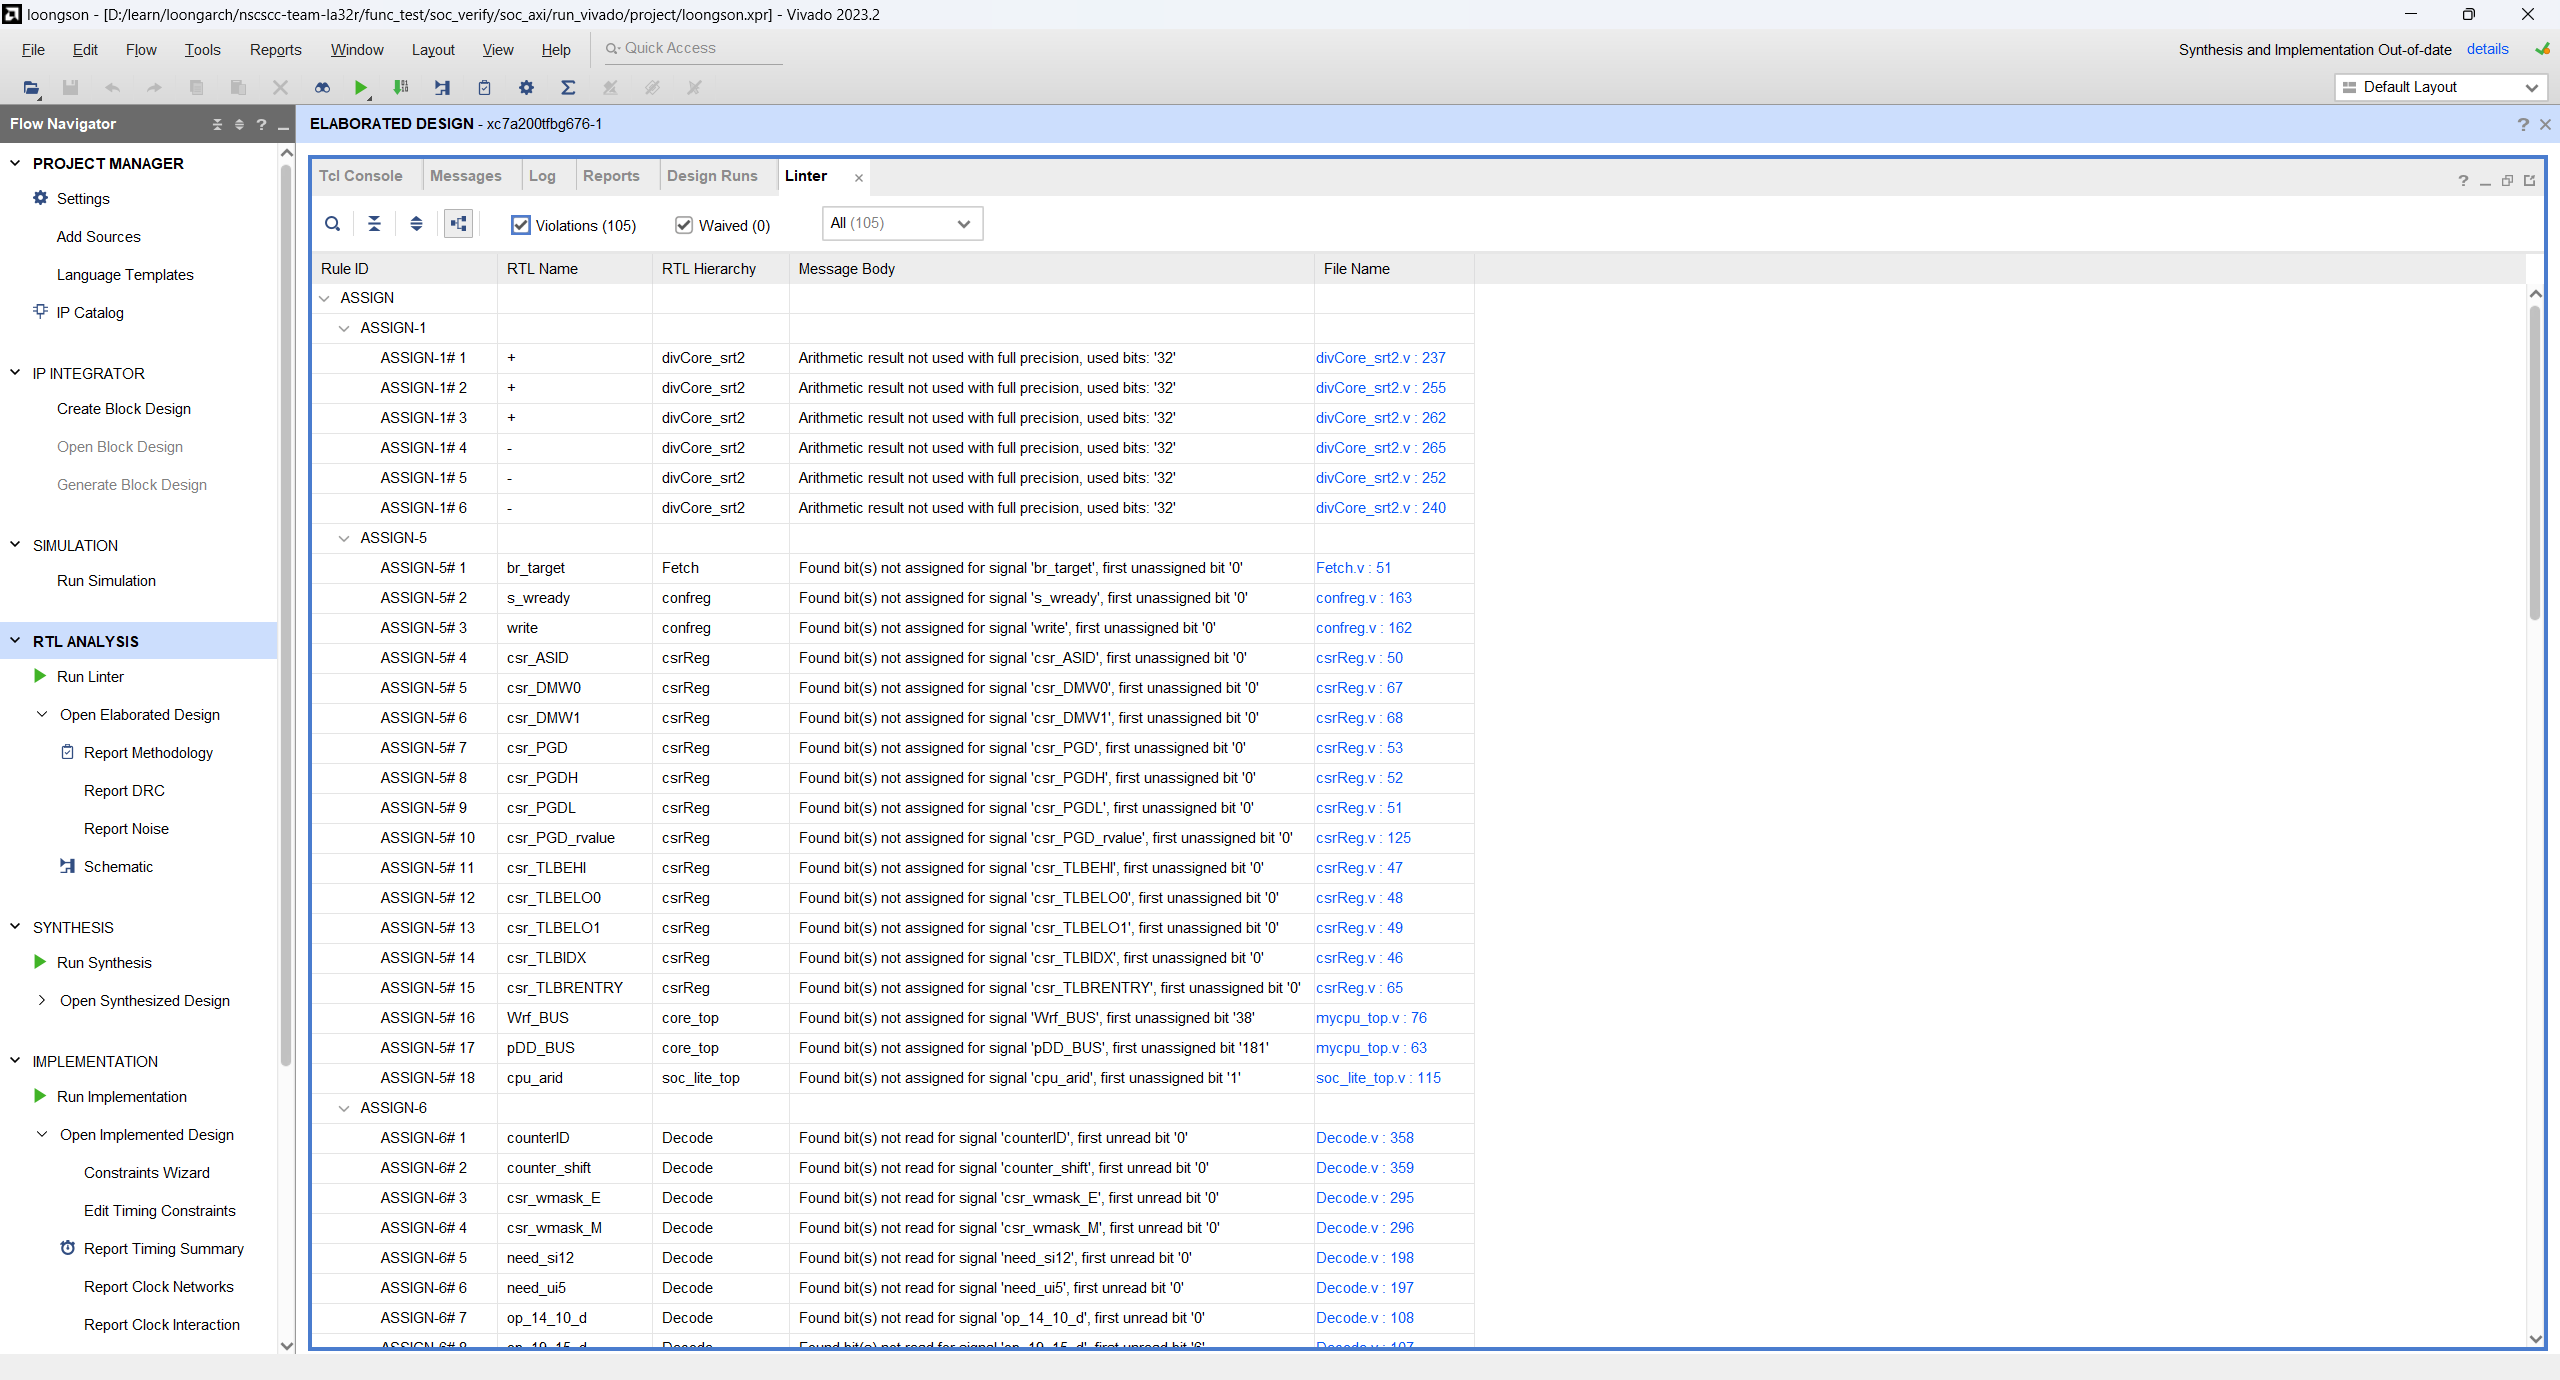 loongson - [D:/learn/loongarch/nscscc-team-la32r/func_test/soc_verify/soc_axi/run_vivado/project/loongson.xpr] - Vivado 2023.2
File Edit Flow Tools Reports Window Layout View Help Quick Access
Synthesis and Implementation Out-of-date details
Default Layout
Flow Navigator
ELABORATED DESIGN - xc7a200tfbg676-1
PROJECT MANAGER
Settings
Add Sources
Language Templates
IP Catalog
IP INTEGRATOR
Create Block Design
Open Block Design
Generate Block Design
SIMULATION
Run Simulation
RTL ANALYSIS
Run Linter
Open Elaborated Design
Report Methodology
Report DRC
Report Noise
Schematic
SYNTHESIS
Run Synthesis
Open Synthesized Design
IMPLEMENTATION
Run Implementation
Open Implemented Design
Constraints Wizard
Edit Timing Constraints
Report Timing Summary
Report Clock Networks
Report Clock Interaction
Tcl Console Messages Log Reports Design Runs Linter
Violations (105) Waived (0) All (105)
Rule ID RTL Name RTL Hierarchy Message Body File Name
ASSIGN
ASSIGN-1
ASSIGN-1# 1 + divCore_srt2 Arithmetic result not used with full precision, used bits: '32' divCore_srt2.v : 237
ASSIGN-1# 2 + divCore_srt2 Arithmetic result not used with full precision, used bits: '32' divCore_srt2.v : 255
ASSIGN-1# 3 + divCore_srt2 Arithmetic result not used with full precision, used bits: '32' divCore_srt2.v : 262
ASSIGN-1# 4 - divCore_srt2 Arithmetic result not used with full precision, used bits: '32' divCore_srt2.v : 265
ASSIGN-1# 5 - divCore_srt2 Arithmetic result not used with full precision, used bits: '32' divCore_srt2.v : 252
ASSIGN-1# 6 - divCore_srt2 Arithmetic result not used with full precision, used bits: '32' divCore_srt2.v : 240
ASSIGN-5
ASSIGN-5# 1 br_target Fetch Found bit(s) not assigned for signal 'br_target', first unassigned bit '0' Fetch.v : 51
ASSIGN-5# 2 s_wready confreg Found bit(s) not assigned for signal 's_wready', first unassigned bit '0' confreg.v : 163
ASSIGN-5# 3 write confreg Found bit(s) not assigned for signal 'write', first unassigned bit '0' confreg.v : 162
ASSIGN-5# 4 csr_ASID csrReg Found bit(s) not assigned for signal 'csr_ASID', first unassigned bit '0' csrReg.v : 50
ASSIGN-5# 5 csr_DMW0 csrReg Found bit(s) not assigned for signal 'csr_DMW0', first unassigned bit '0' csrReg.v : 67
ASSIGN-5# 6 csr_DMW1 csrReg Found bit(s) not assigned for signal 'csr_DMW1', first unassigned bit '0' csrReg.v : 68
ASSIGN-5# 7 csr_PGD csrReg Found bit(s) not assigned for signal 'csr_PGD', first unassigned bit '0' csrReg.v : 53
ASSIGN-5# 8 csr_PGDH csrReg Found bit(s) not assigned for signal 'csr_PGDH', first unassigned bit '0' csrReg.v : 52
ASSIGN-5# 9 csr_PGDL csrReg Found bit(s) not assigned for signal 'csr_PGDL', first unassigned bit '0' csrReg.v : 51
ASSIGN-5# 10 csr_PGD_rvalue csrReg Found bit(s) not assigned for signal 'csr_PGD_rvalue', first unassigned bit '0' csrReg.v : 125
ASSIGN-5# 11 csr_TLBEHI csrReg Found bit(s) not assigned for signal 'csr_TLBEHI', first unassigned bit '0' csrReg.v : 47
ASSIGN-5# 12 csr_TLBELO0 csrReg Found bit(s) not assigned for signal 'csr_TLBELO0', first unassigned bit '0' csrReg.v : 48
ASSIGN-5# 13 csr_TLBELO1 csrReg Found bit(s) not assigned for signal 'csr_TLBELO1', first unassigned bit '0' csrReg.v : 49
ASSIGN-5# 14 csr_TLBIDX csrReg Found bit(s) not assigned for signal 'csr_TLBIDX', first unassigned bit '0' csrReg.v : 46
ASSIGN-5# 15 csr_TLBRENTRY csrReg Found bit(s) not assigned for signal 'csr_TLBRENTRY', first unassigned bit '0' csrReg.v : 65
ASSIGN-5# 16 Wrf_BUS core_top Found bit(s) not assigned for signal 'Wrf_BUS', first unassigned bit '38' mycpu_top.v : 76
ASSIGN-5# 17 pDD_BUS core_top Found bit(s) not assigned for signal 'pDD_BUS', first unassigned bit '181' mycpu_top.v : 63
ASSIGN-5# 18 cpu_arid soc_lite_top Found bit(s) not assigned for signal 'cpu_arid', first unassigned bit '1' soc_lite_top.v : 115
ASSIGN-6
ASSIGN-6# 1 counterID Decode Found bit(s) not read for signal 'counterID', first unread bit '0' Decode.v : 358
ASSIGN-6# 2 counter_shift Decode Found bit(s) not read for signal 'counter_shift', first unread bit '0' Decode.v : 359
ASSIGN-6# 3 csr_wmask_E Decode Found bit(s) not read for signal 'csr_wmask_E', first unread bit '0' Decode.v : 295
ASSIGN-6# 4 csr_wmask_M Decode Found bit(s) not read for signal 'csr_wmask_M', first unread bit '0' Decode.v : 296
ASSIGN-6# 5 need_si12 Decode Found bit(s) not read for signal 'need_si12', first unread bit '0' Decode.v : 198
ASSIGN-6# 6 need_ui5 Decode Found bit(s) not read for signal 'need_ui5', first unread bit '0' Decode.v : 197
ASSIGN-6# 7 op_14_10_d Decode Found bit(s) not read for signal 'op_14_10_d', first unread bit '0' Decode.v : 108